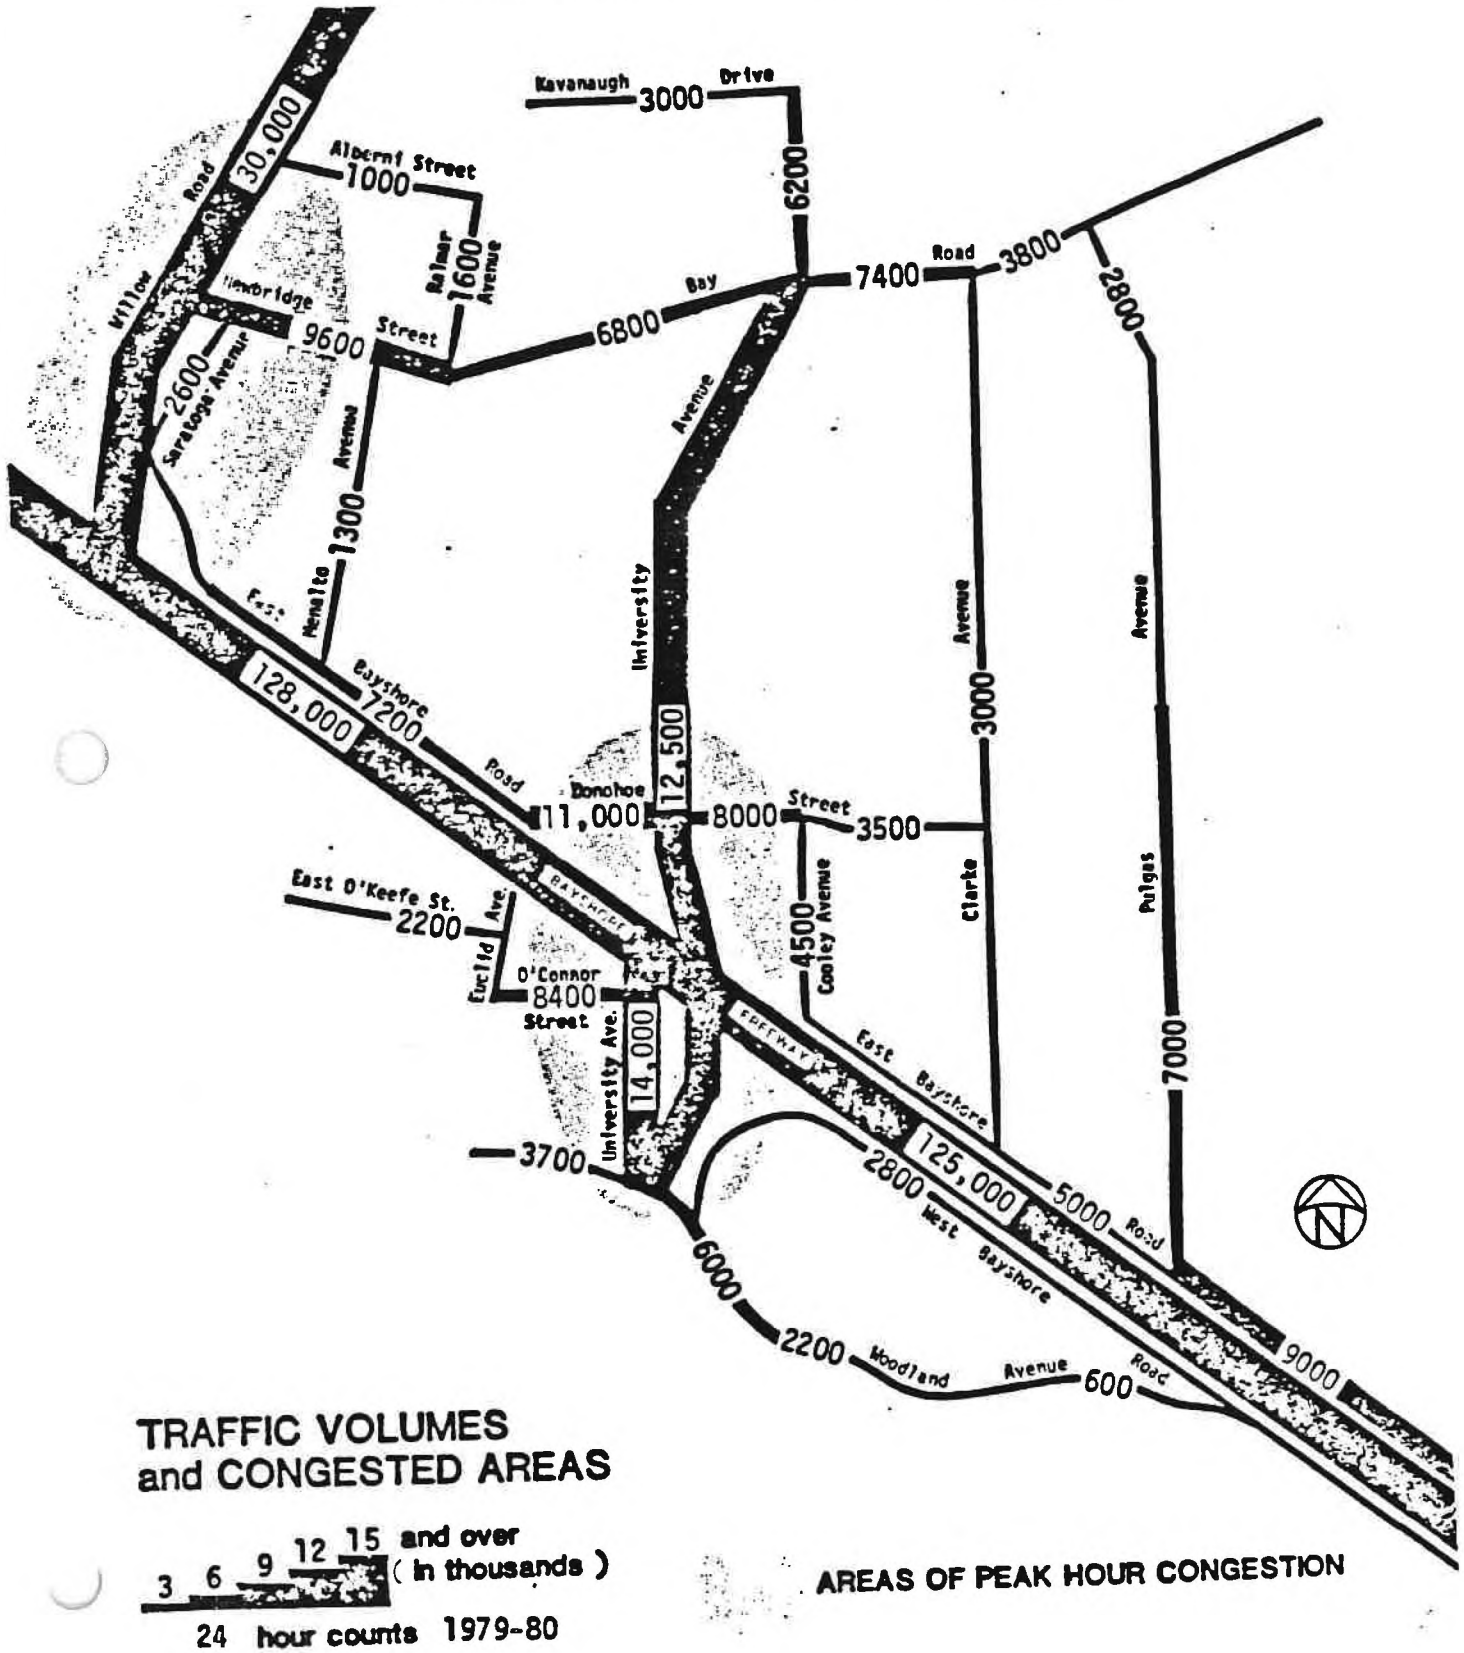 Kavanaugh 3000 Drive
30,000
Road
Willow
Alberni Street
1000
6200
Ralmar
1600
Avenue
Newbridge
9600 Street
2600
Saratoga Avenue
6800
Bay
7400
Road
3800
2800
Avenue
1300
Menalto
Avenue
University
12,500
East
Bayshore
7200
Road
128,000
Donohoe
11,000
8000
Street
3500
4500
Cooley Avenue
Avenue
3000
Clarke
Avenue
Pulgas
7000
BAYSHORE
FREEWAY
East O'Keefe St.
2200
Euclid Ave.
O'Connor
8400
Street
University Ave.
14,000
3700
East
Bayshore
5000
Road
125,000
2800
West
Bayshore
Road
6000
2200
Woodland
Avenue
600
9000
N
TRAFFIC VOLUMES
and CONGESTED AREAS
3 6 9 12 15 and over
( in thousands )
24 hour counts 1979-80
AREAS OF PEAK HOUR CONGESTION